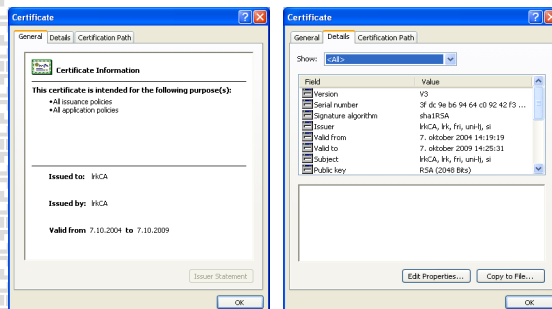 Certificate
General Details Certification Path
Certificate Information
This certificate is intended for the following purpose(s):
•All issuance policies
•All application policies
Issued to: lrkCA
Issued by: lrkCA
Valid from 7.10.2004 to 7.10.2009
Issuer Statement
OK
Certificate
General Details Certification Path
Show: <All>
Field Value
Version V3
Serial number 3f dc 9e b6 94 64 c0 92 42 f3 ...
Signature algorithm sha1RSA
Issuer lrkCA, lrk, fri, uni-lj, si
Valid from 7. oktober 2004 14:19:19
Valid to 7. oktober 2009 14:25:31
Subject lrkCA, lrk, fri, uni-lj, si
Public key RSA (2048 Bits)
Edit Properties... Copy to File...
OK